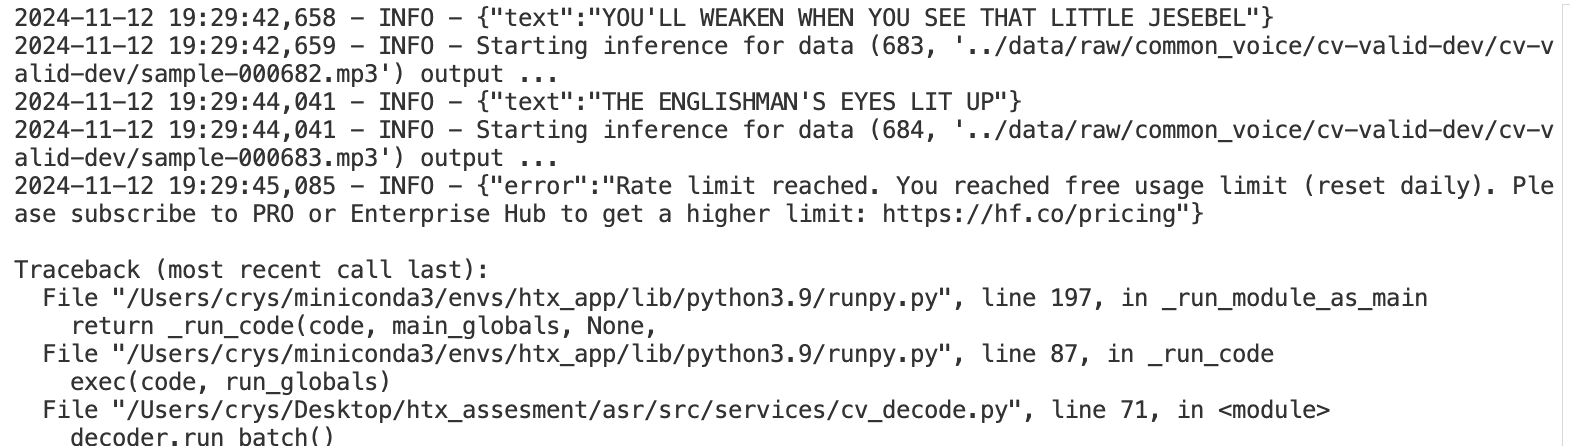 2024-11-12 19:29:42,658 - INFO - {"text":"YOU'LL WEAKEN WHEN YOU SEE THAT LITTLE JESEBEL"}
2024-11-12 19:29:42,659 - INFO - Starting inference for data (683, '../data/raw/common_voice/cv-valid-dev/cv-v
alid-dev/sample-000682.mp3') output ...
2024-11-12 19:29:44,041 - INFO - {"text":"THE ENGLISHMAN'S EYES LIT UP"}
2024-11-12 19:29:44,041 - INFO - Starting inference for data (684, '../data/raw/common_voice/cv-valid-dev/cv-v
alid-dev/sample-000683.mp3') output ...
2024-11-12 19:29:45,085 - INFO - {"error":"Rate limit reached. You reached free usage limit (reset daily). Ple
ase subscribe to PRO or Enterprise Hub to get a higher limit: https://hf.co/pricing"}
Traceback (most recent call last):
  File "/Users/crys/miniconda3/envs/htx_app/lib/python3.9/runpy.py", line 197, in _run_module_as_main
    return _run_code(code, main_globals, None,
  File "/Users/crys/miniconda3/envs/htx_app/lib/python3.9/runpy.py", line 87, in _run_code
    exec(code, run_globals)
  File "/Users/crys/Desktop/htx_assesment/asr/src/services/cv_decode.py", line 71, in <module>
    decoder.run_batch()